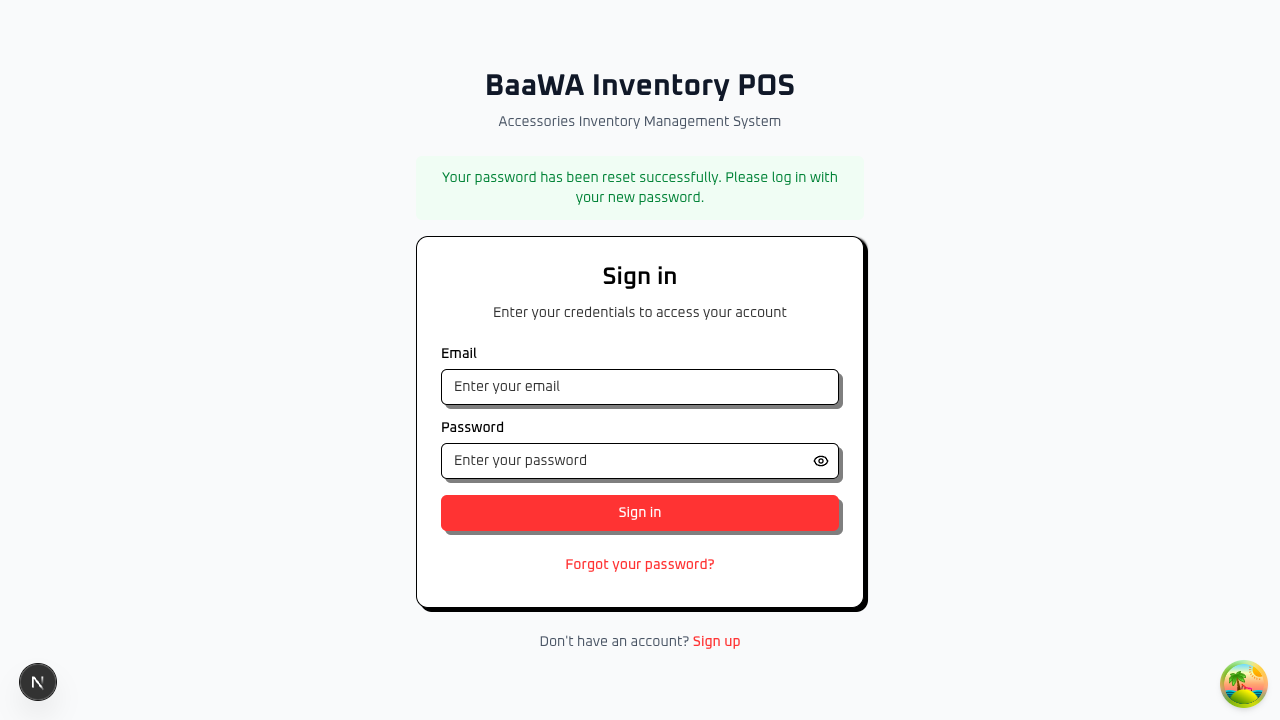 BaaWA Inventory POS
Accessories Inventory Management System
Your password has been reset successfully. Please log in with
your new password.
Sign in
Enter your credentials to access your account
Email
Enter your email
Password
Enter your password
Sign in
Forgot your password?
Don't have an account? Sign up
N